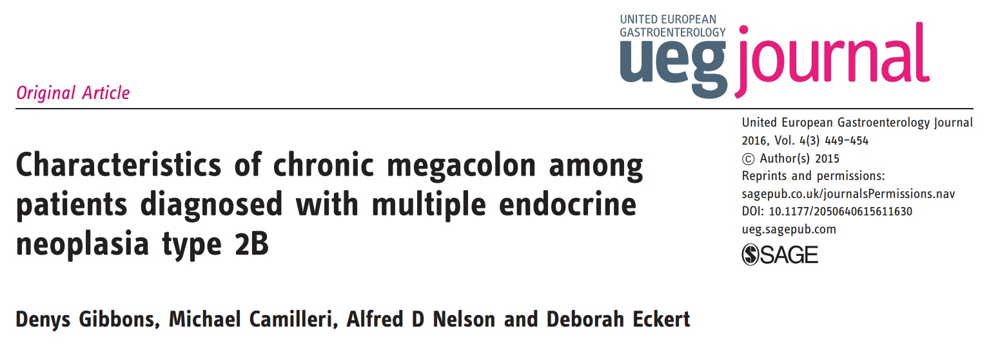 UNITED EUROPEAN
GASTROENTEROLOGY
ueg journal
Original Article
United European Gastroenterology Journal
2016, Vol. 4(3) 449–454
© Author(s) 2015
Reprints and permissions:
sagepub.co.uk/journalsPermissions.nav
DOI: 10.1177/2050640615611630
ueg.sagepub.com
SAGE
Characteristics of chronic megacolon among
patients diagnosed with multiple endocrine
neoplasia type 2B
Denys Gibbons, Michael Camilleri, Alfred D Nelson and Deborah Eckert